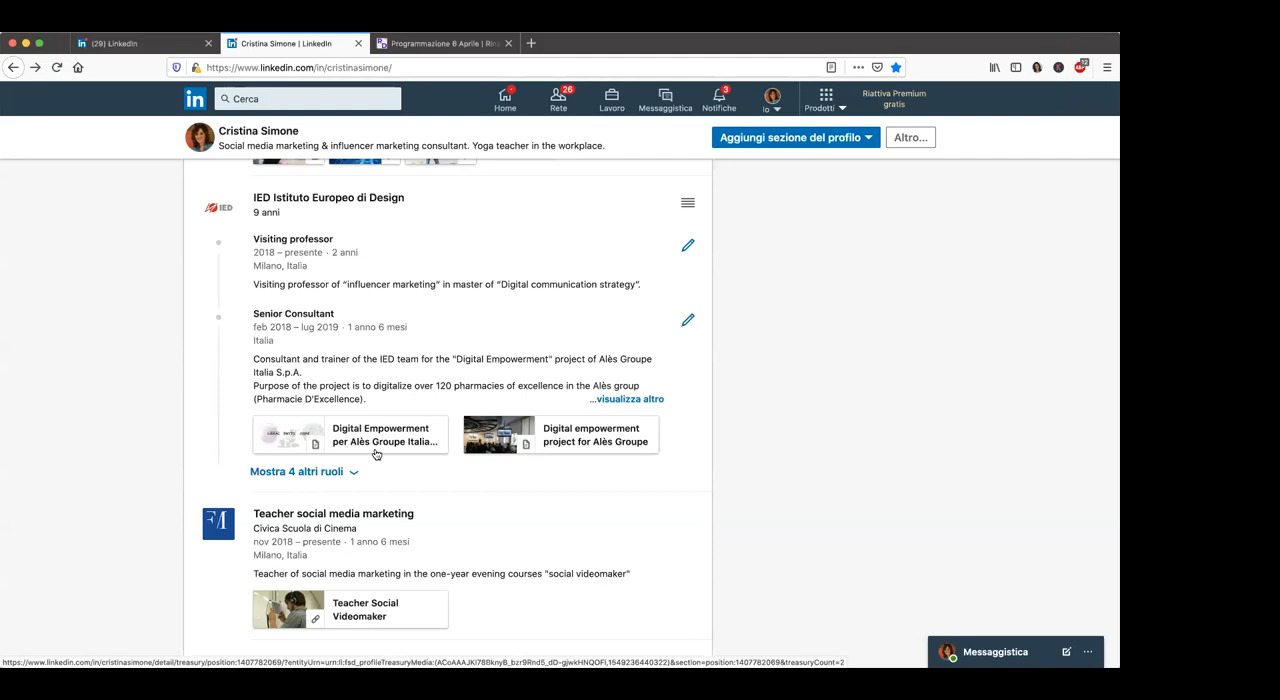 (29) LinkedIn
Cristina Simone | LinkedIn
Programmazione 6 Aprile | Rin
https://www.linkedin.com/in/cristinasimone/
12
in
Cerca
Home
26
Rete
Lavoro
Messaggistica
3
Notifiche
Io
Prodotti
Riattiva Premium
gratis
Cristina Simone
Social media marketing & influencer marketing consultant. Yoga teacher in the workplace.
Aggiungi sezione del profilo
Altro...
IED
IED Istituto Europeo di Design
9 anni
Visiting professor
2018 – presente · 2 anni
Milano, Italia
Visiting professor of “influencer marketing” in master of “Digital communication strategy”.
Senior Consultant
feb 2018 – lug 2019 · 1 anno 6 mesi
Italia
Consultant and trainer of the IED team for the "Digital Empowerment" project of Alès Groupe
Italia S.p.A.
Purpose of the project is to digitalize over 120 pharmacies of excellence in the Alès group
(Pharmacie D'Excellence).
...visualizza altro
Digital Empowerment
per Alès Groupe Italia...
Digital empowerment
project for Alès Groupe
Mostra 4 altri ruoli
Teacher social media marketing
Civica Scuola di Cinema
nov 2018 – presente · 1 anno 6 mesi
Milano, Italia
Teacher of social media marketing in the one-year evening courses "social videomaker"
Teacher Social
Videomaker
Messaggistica